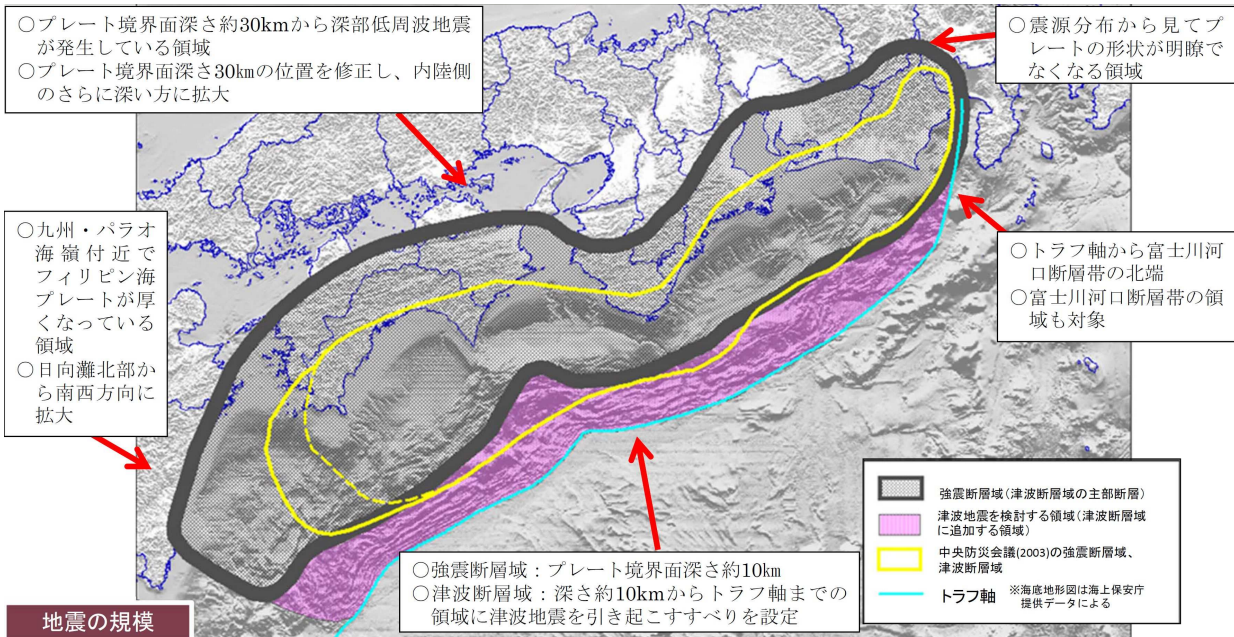 ○プレート境界面深さ約30kmから深部低周波地震
が発生している領域
○プレート境界面深さ30㎞の位置を修正し、内陸側
のさらに深い方に拡大
○震源分布から見てプ
レートの形状が明瞭で
なくなる領域
○九州・パラオ
海嶺付近で
フィリピン海
プレートが厚
くなっている
領域
○日向灘北部か
ら南西方向に
拡大
○トラフ軸から富士川河
口断層帯の北端
○富士川河口断層帯の領
域も対象
○強震断層域：プレート境界面深さ約10㎞
○津波断層域：深さ約10kmからトラフ軸までの
領域に津波地震を引き起こすすべりを設定
強震断層域(津波断層域の主部断層)
津波地震を検討する領域(津波断層域
に追加する領域)
中央防災会議(2003)の強震断層域、
津波断層域
トラフ軸 ※海底地形図は海上保安庁
提供データによる
地震の規模